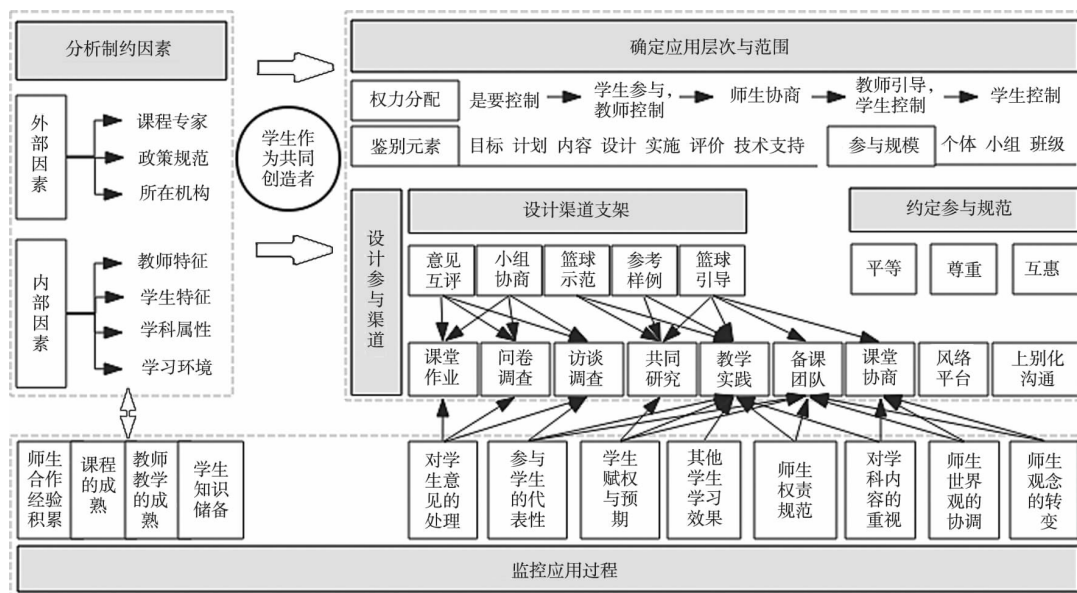 分析制约因素
外部因素
课程专家
政策规范
所在机构
内部因素
教师特征
学生特征
学科属性
学习环境
学生作
为共同
创造者
确定应用层次与范围
权力分配
是要控制
学生参与，
教师控制
师生协商
教师引导，
学生控制
学生控制
鉴别元素
目标 计划 内容 设计 实施 评价 技术支持
参与规模
个体 小组 班级
设计参与渠道
设计渠道支架
约定参与规范
意见
互评
小组
协商
篮球
示范
参考
样例
篮球
引导
平等
尊重
互惠
课堂
作业
问卷
调查
访谈
调查
共同
研究
教学
实践
备课
团队
课堂
协商
风络
平台
上别化
沟通
师生
合作
经验
积累
课程
的成
熟
教师
教学
的成
熟
学生
知识
储备
对学
生意
见的
处理
参与
学生
的代
表性
学生
赋权
与预
期
其他
学生
学习
效果
师生
权责
规范
对学
科内
容的
重视
师生
世界
观的
协调
师生
观念
的转
变
监控应用过程